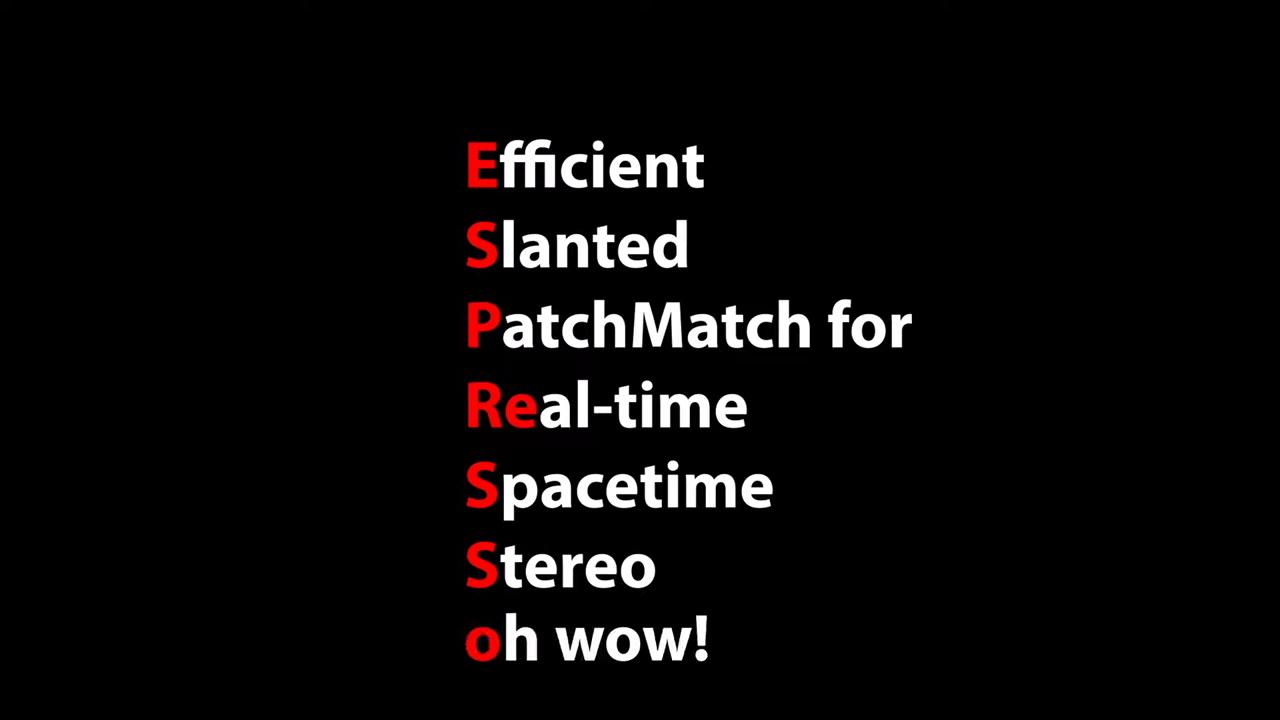 Efficient
Slanted
PatchMatch for
Real-time
Spacetime
Stereo
oh wow!